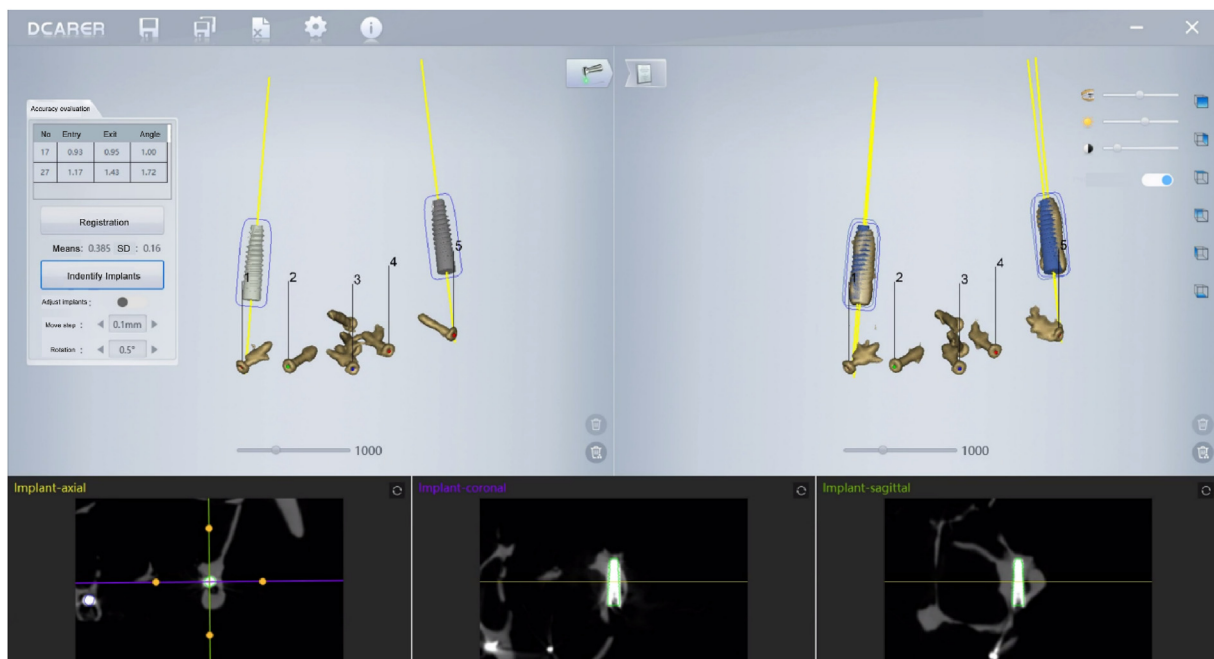 DCARER
Accuracy evaluation
No Entry Exit Angle
17 0.93 0.95 1.00
27 1.17 1.43 1.72
Registration
Means: 0.385 SD : 0.16
Indentify Implants
Adjust implants :
Move step : 0.1mm
Rotation : 0.5°
1 2 3 4 5
1000
1 2 3 4 5
1000
Implant-axial
Implant-coronal
Implant-sagittal